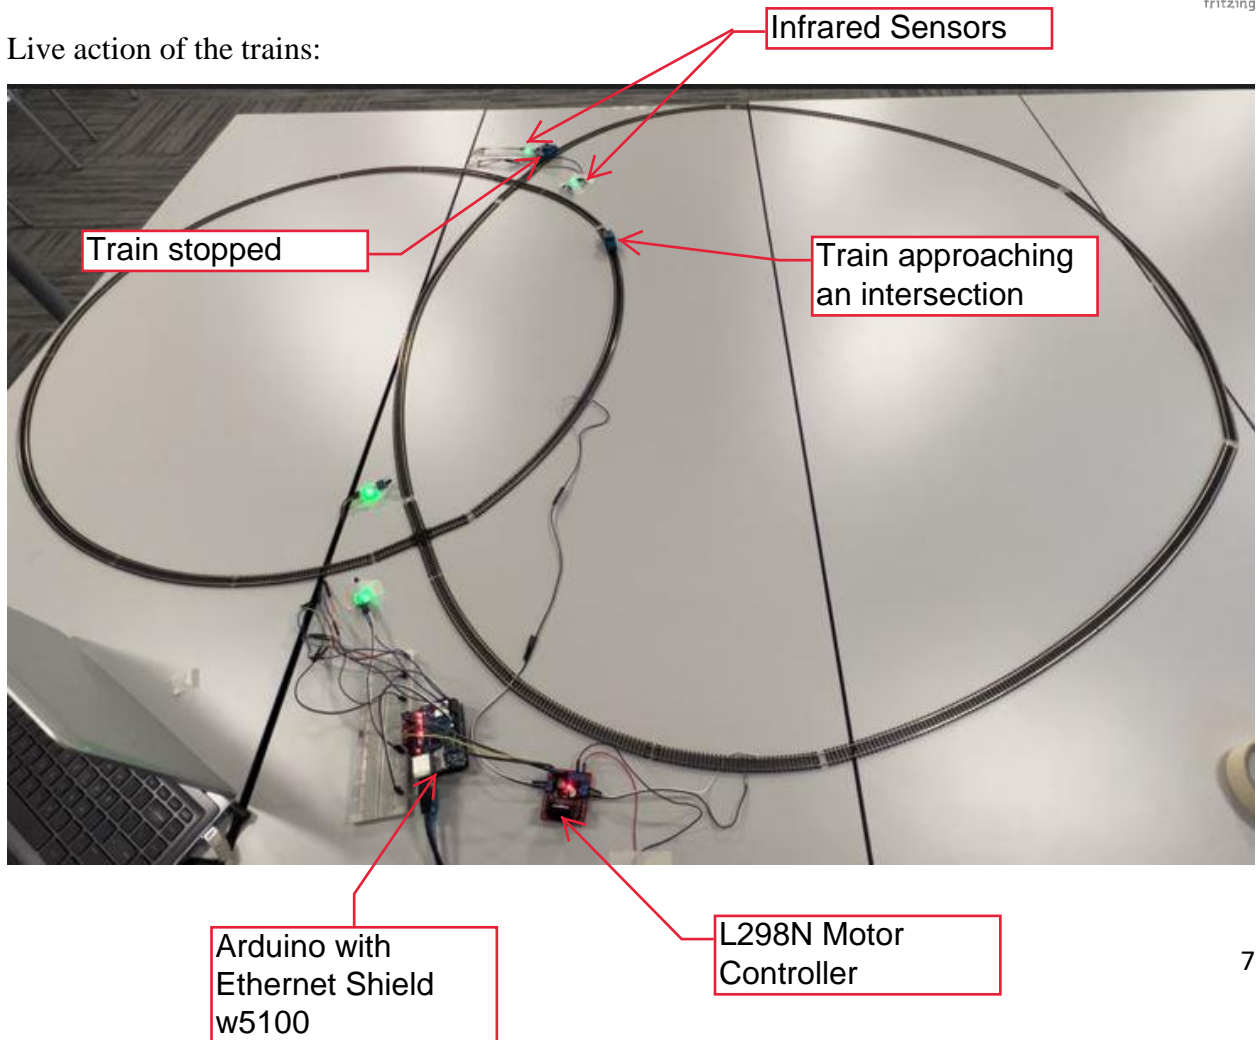 fritzing
Infrared Sensors
Live action of the trains:
Train stopped
Train approaching
an intersection
Arduino with
Ethernet Shield
w5100
L298N Motor
Controller
7